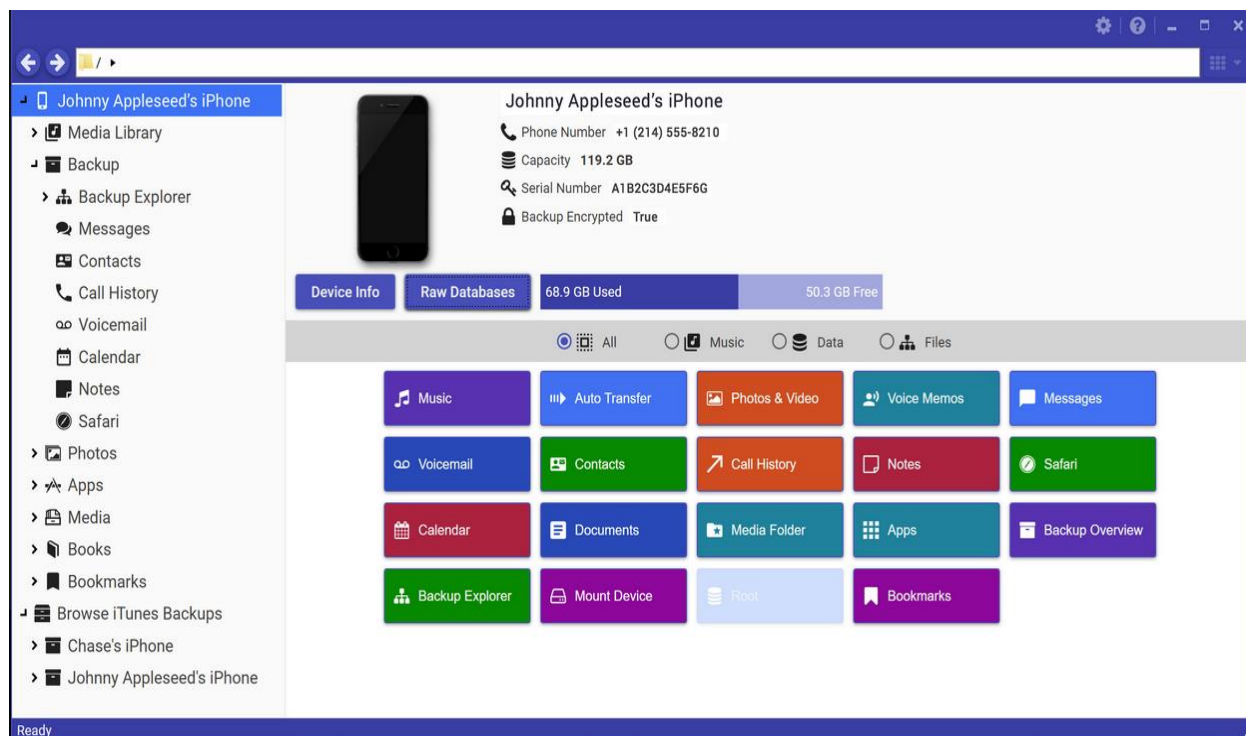 /
Johnny Appleseed's iPhone
Media Library
Backup
Backup Explorer
Messages
Contacts
Call History
Voicemail
Calendar
Notes
Safari
Photos
Apps
Media
Books
Bookmarks
Browse iTunes Backups
Chase's iPhone
Johnny Appleseed's iPhone
Johnny Appleseed's iPhone
Phone Number +1 (214) 555-8210
Capacity 119.2 GB
Serial Number A1B2C3D4E5F6G
Backup Encrypted True
Device Info Raw Databases 68.9 GB Used 50.3 GB Free
All Music Data Files
Music Auto Transfer Photos & Video Voice Memos Messages
Voicemail Contacts Call History Notes Safari
Calendar Documents Media Folder Apps Backup Overview
Backup Explorer Mount Device Root Bookmarks
Ready